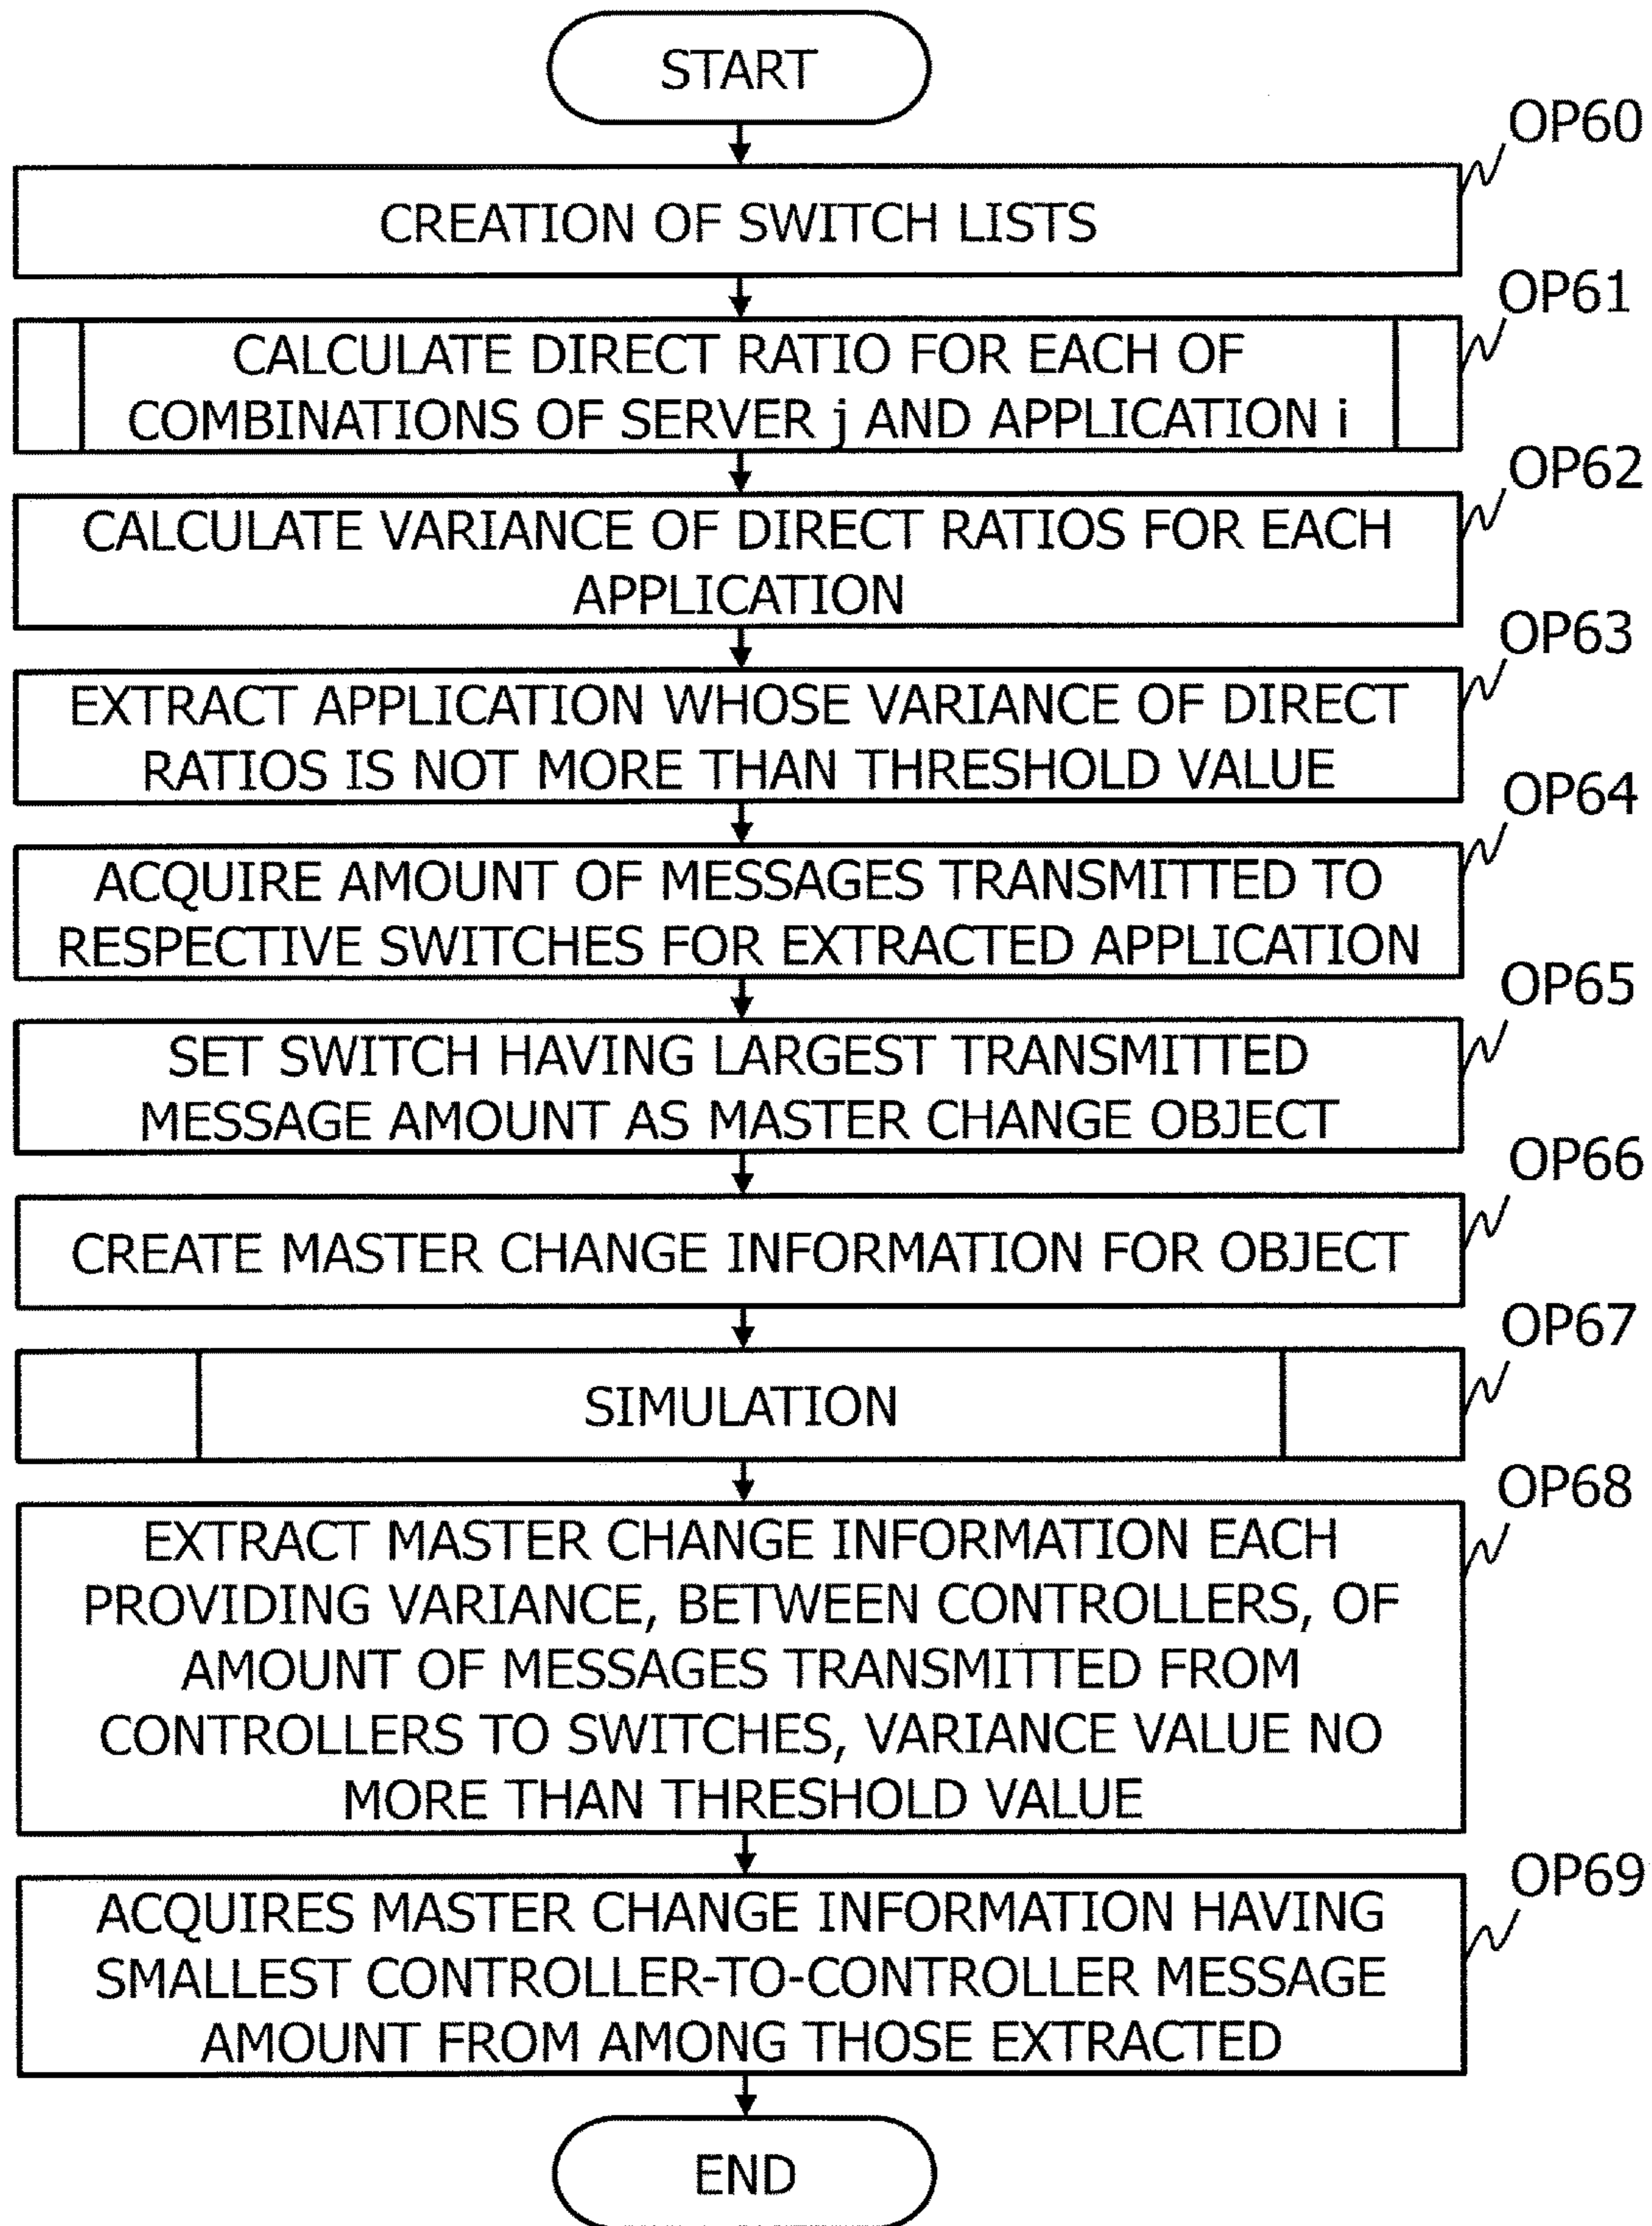 START
OP60
CREATION OF SWITCH LISTS
OP61
CALCULATE DIRECT RATIO FOR EACH OF
COMBINATIONS OF SERVER j AND APPLICATION i
OP62
CALCULATE VARIANCE OF DIRECT RATIOS FOR EACH
APPLICATION
OP63
EXTRACT APPLICATION WHOSE VARIANCE OF DIRECT
RATIOS IS NOT MORE THAN THRESHOLD VALUE
OP64
ACQUIRE AMOUNT OF MESSAGES TRANSMITTED TO
RESPECTIVE SWITCHES FOR EXTRACTED APPLICATION
OP65
SET SWITCH HAVING LARGEST TRANSMITTED
MESSAGE AMOUNT AS MASTER CHANGE OBJECT
OP66
CREATE MASTER CHANGE INFORMATION FOR OBJECT
OP67
SIMULATION
OP68
EXTRACT MASTER CHANGE INFORMATION EACH
PROVIDING VARIANCE, BETWEEN CONTROLLERS, OF
AMOUNT OF MESSAGES TRANSMITTED FROM
CONTROLLERS TO SWITCHES, VARIANCE VALUE NO
MORE THAN THRESHOLD VALUE
OP69
ACQUIRES MASTER CHANGE INFORMATION HAVING
SMALLEST CONTROLLER-TO-CONTROLLER MESSAGE
AMOUNT FROM AMONG THOSE EXTRACTED
END